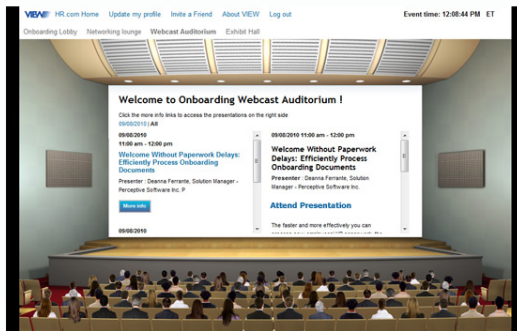 VIEW HR.com Home Update my profile Invite a Friend About VIEW Log out Event time: 12:08:44 PM ET
Onboarding Lobby Networking lounge Webcast Auditorium Exhibit Hall
Welcome to Onboarding Webcast Auditorium !
Click the more info links to access the presentations on the right side
09/08/2010 | All
09/08/2010
11:00 am - 12:00 pm
Welcome Without Paperwork Delays:
Efficiently Process Onboarding
Documents
Presenter : Deanna Ferrante, Solution Manager -
Perceptive Software Inc. P
More info
09/08/2010
09/08/2010 11:00 am - 12:00 pm
Welcome Without Paperwork
Delays: Efficiently Process
Onboarding Documents
Presenter : Deanna Ferrante, Solution
Manager - Perceptive Software Inc.
Attend Presentation
The faster and more effectively you can